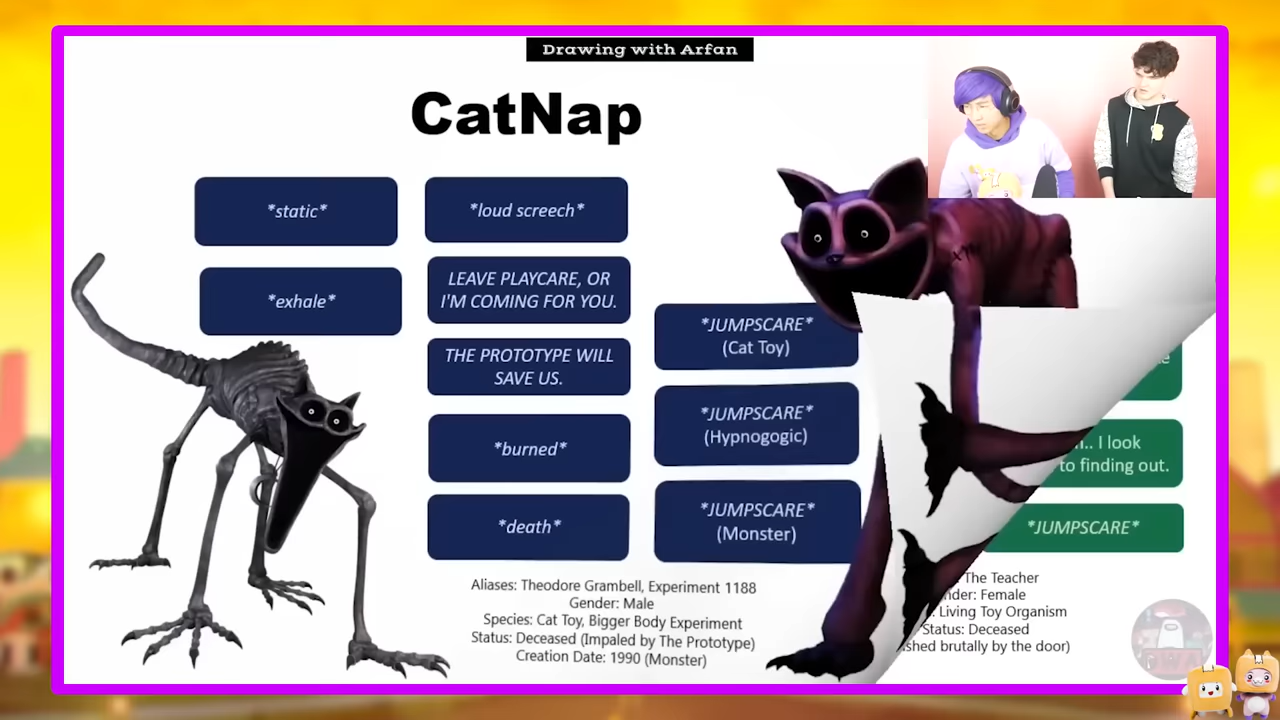 Drawing with Arfan
CatNap
*static*
*exhale*
*loud screech*
LEAVE PLAYCARE, OR
I'M COMING FOR YOU.
THE PROTOTYPE WILL
SAVE US.
*burned*
*death*
*JUMPSCARE*
(Cat Toy)
*JUMPSCARE*
(Hypnogogic)
*JUMPSCARE*
(Monster)
Aliases: Theodore Grambell, Experiment 1188
Gender: Male
Species: Cat Toy, Bigger Body Experiment
Status: Deceased (Impaled by The Prototype)
Creation Date: 1990 (Monster)
I look
to finding out.
*JUMPSCARE*
The Teacher
Female
Living Toy Organism
Status: Deceased
brutally by the door)